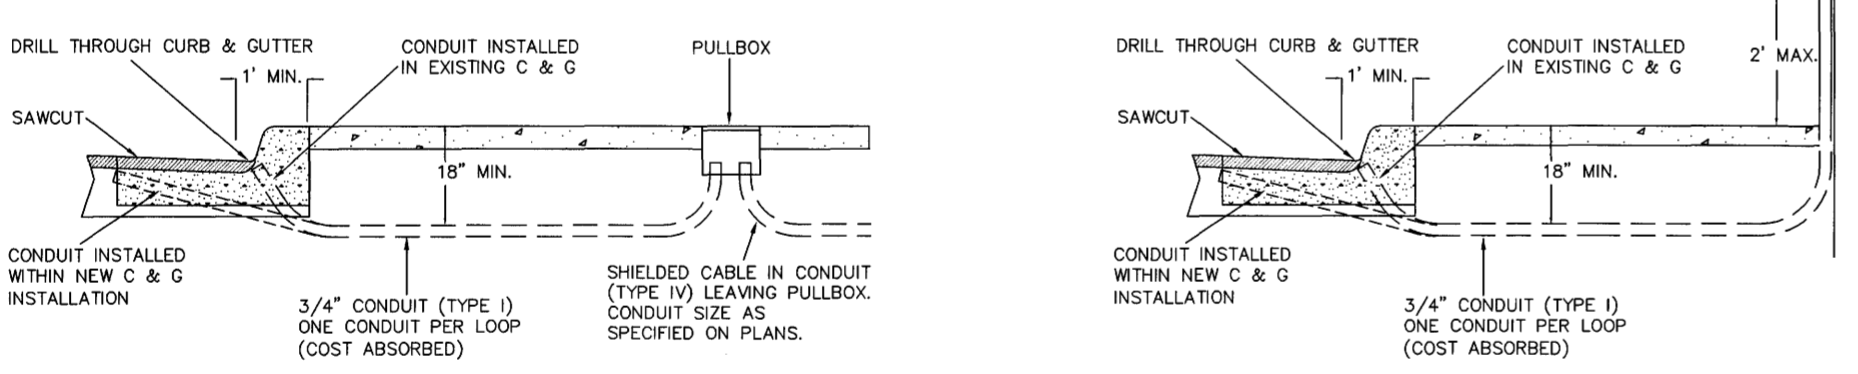 DRILL THROUGH CURB & GUTTER
1' MIN.
CONDUIT INSTALLED
IN EXISTING C & G
PULLBOX
SAWCUT
18" MIN.
CONDUIT INSTALLED
WITHIN NEW C & G
INSTALLATION
3/4" CONDUIT (TYPE I)
ONE CONDUIT PER LOOP
(COST ABSORBED)
SHIELDED CABLE IN CONDUIT
(TYPE IV) LEAVING PULLBOX.
CONDUIT SIZE AS
SPECIFIED ON PLANS.
DRILL THROUGH CURB & GUTTER
1' MIN.
CONDUIT INSTALLED
IN EXISTING C & G
2' MAX.
SAWCUT
18" MIN.
CONDUIT INSTALLED
WITHIN NEW C & G
INSTALLATION
3/4" CONDUIT (TYPE I)
ONE CONDUIT PER LOOP
(COST ABSORBED)